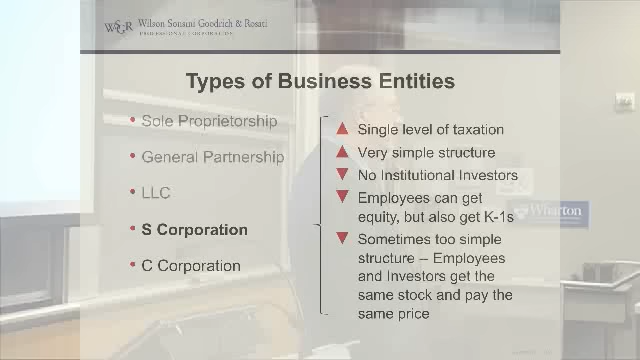 WSGR Wilson Sonsini Goodrich & Rosati
PROFESSIONAL CORPORATION
Types of Business Entities
• Sole Proprietorship
• General Partnership
• LLC
• S Corporation
• C Corporation
▲ Single level of taxation
▲ Very simple structure
▼ No Institutional Investors
▼ Employees can get
equity, but also get K-1s
▼ Sometimes too simple
structure – Employees
and Investors get the
same stock and pay the
same price
Wharton